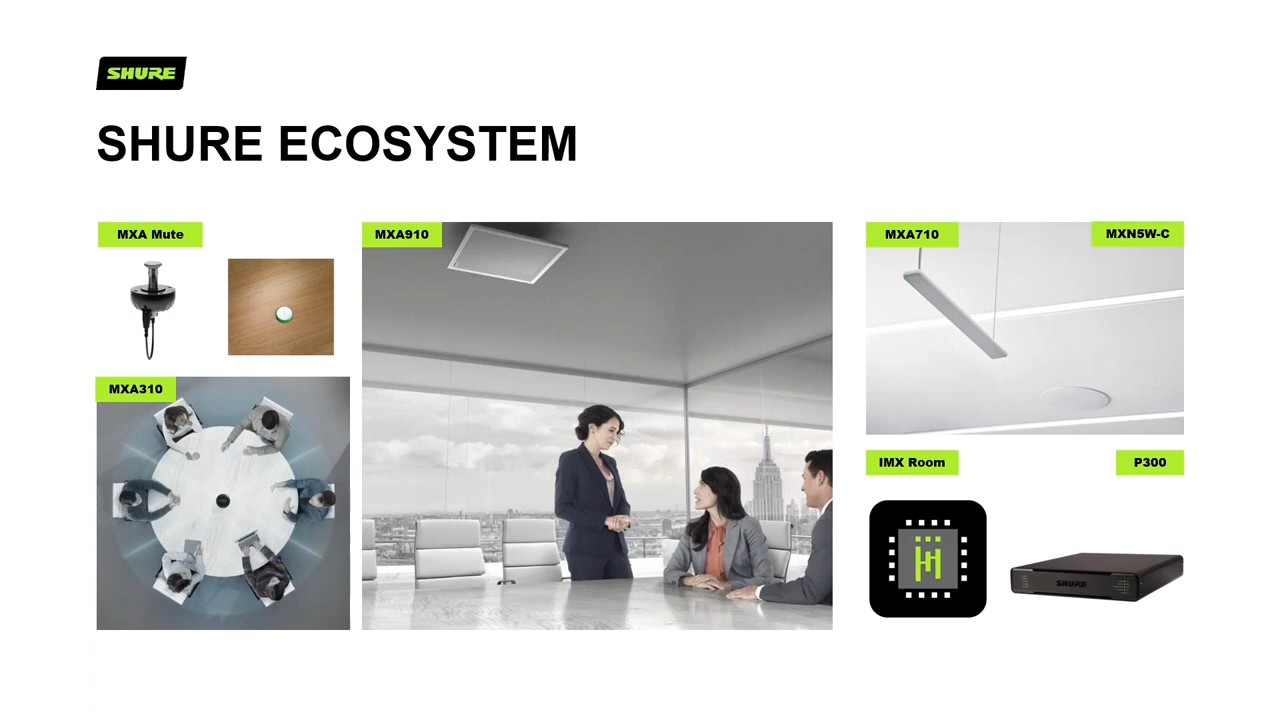 SHURE
SHURE ECOSYSTEM
MXA Mute
MXA910
MXA710
MXN5W-C
MXA310
IMX Room
P300
SHURE